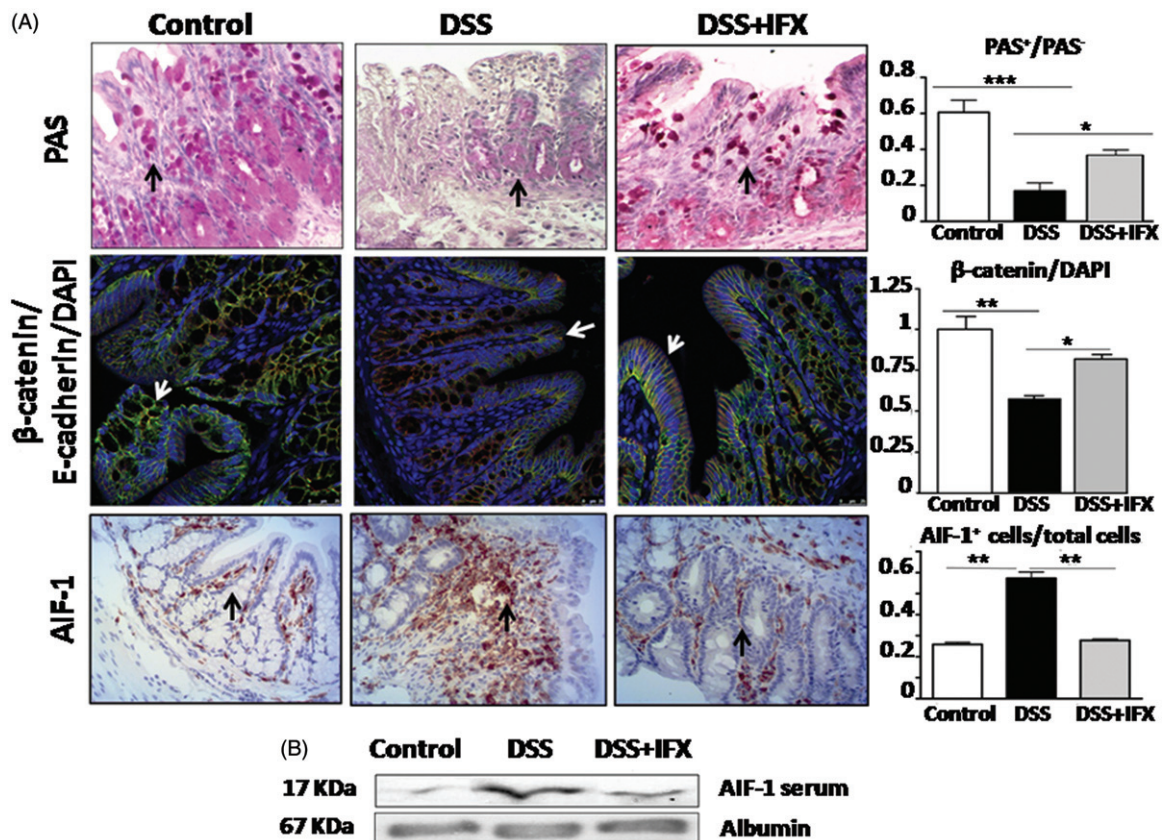 (A)
Control DSS DSS+IFX
PAS
PAS⁺/PAS⁻
0.8
***
0.6
*
0.4
0.2
0
Control DSS DSS+IFX
β-catenin/
E-cadherin/DAPI
β-catenin/DAPI
1.25
**
1
*
0.75
0.5
0.25
0
Control DSS DSS+IFX
AIF-1
AIF-1⁺ cells/total cells
** **
0.6
0.4
0.2
0
Control DSS DSS+IFX
(B)
Control DSS DSS+IFX
17 KDa AIF-1 serum
67 KDa Albumin